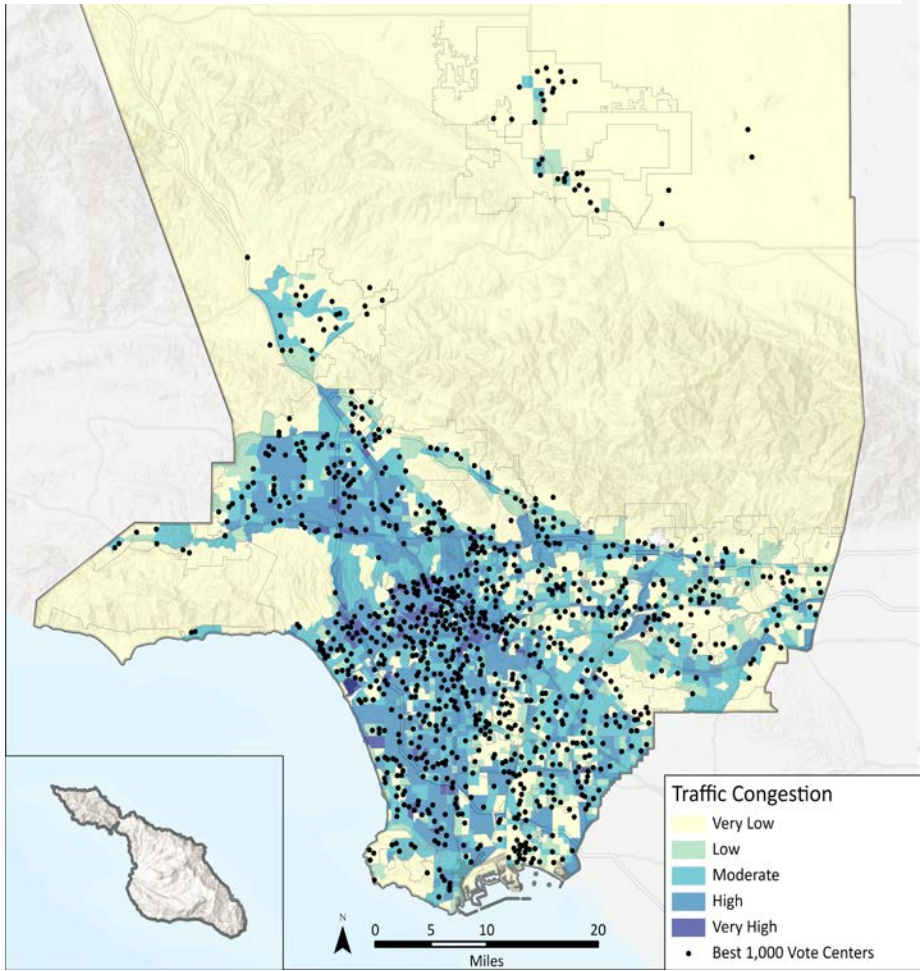 Traffic Congestion
Very Low
Low
Moderate
High
Very High
Best 1,000 Vote Centers
N
0 5 10 20
Miles